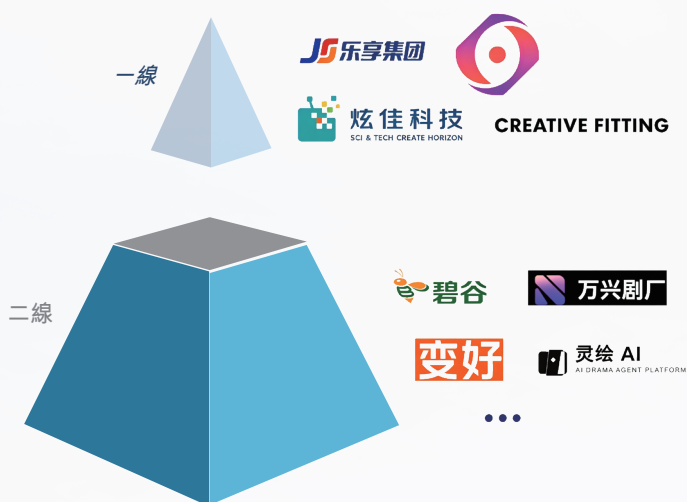 一線
乐享集团
炫佳科技
SCI & TECH CREATE HORIZON
CREATIVE FITTING
二線
碧谷
万兴剧厂
变好
灵绘 AI
AI DRAMA AGENT PLATFORM